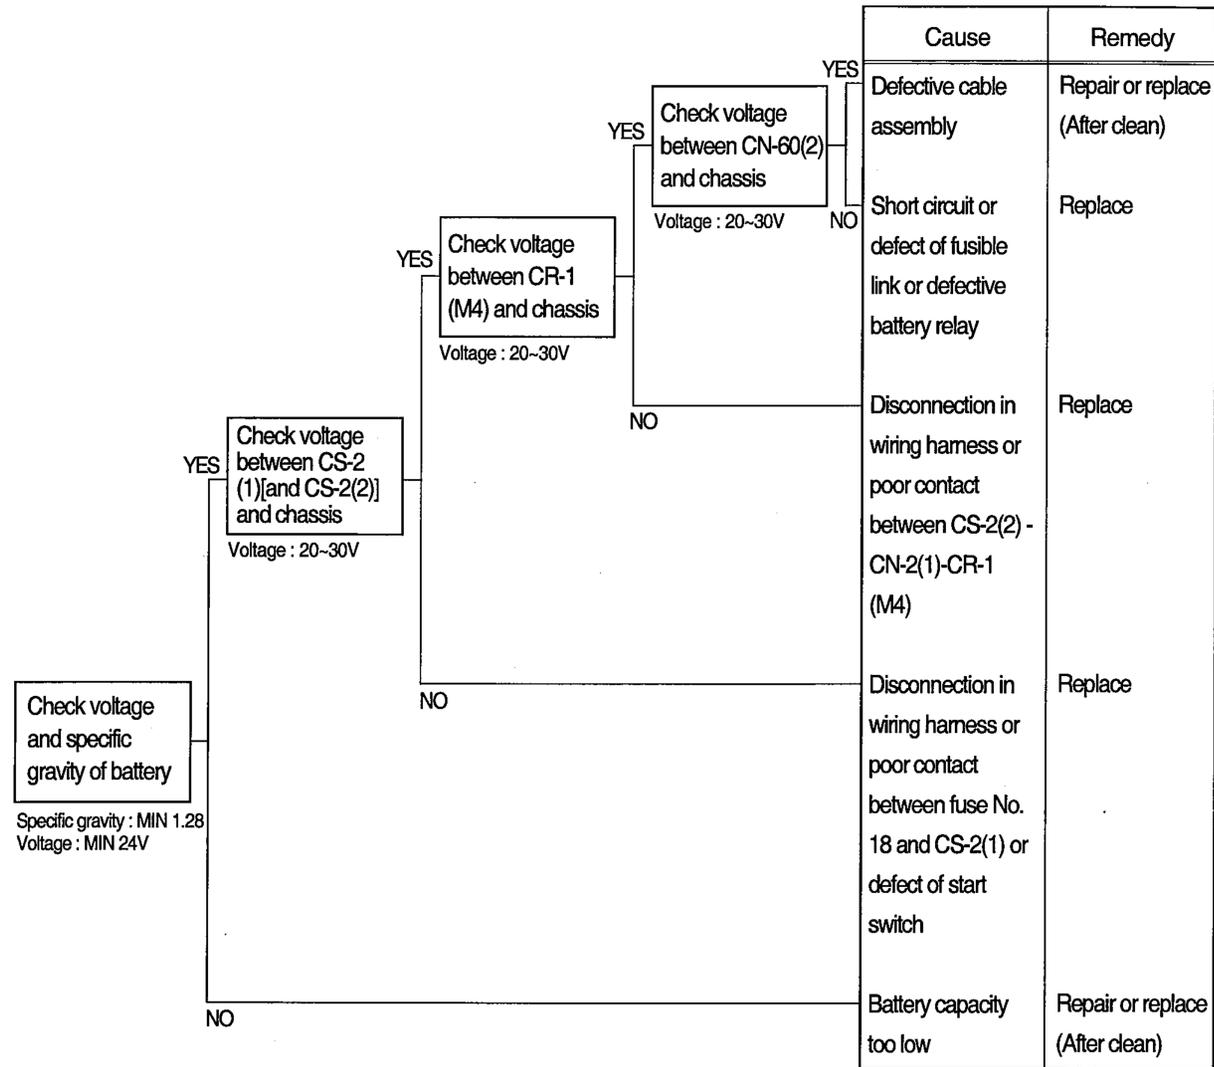 Cause
Remedy
YES
Defective cable
assembly
Repair or replace
(After clean)
Check voltage
between CN-60(2)
and chassis
YES
Voltage : 20~30V
NO
Short circuit or
defect of fusible
link or defective
battery relay
Replace
Check voltage
between CR-1
(M4) and chassis
YES
Voltage : 20~30V
NO
Disconnection in
wiring harness or
poor contact
between CS-2(2) -
CN-2(1)-CR-1
(M4)
Replace
Check voltage
between CS-2
(1)[and CS-2(2)]
and chassis
YES
Voltage : 20~30V
NO
Disconnection in
wiring harness or
poor contact
between fuse No.
18 and CS-2(1) or
defect of start
switch
Replace
Check voltage
and specific
gravity of battery
Specific gravity : MIN 1.28
Voltage : MIN 24V
NO
Battery capacity
too low
Repair or replace
(After clean)